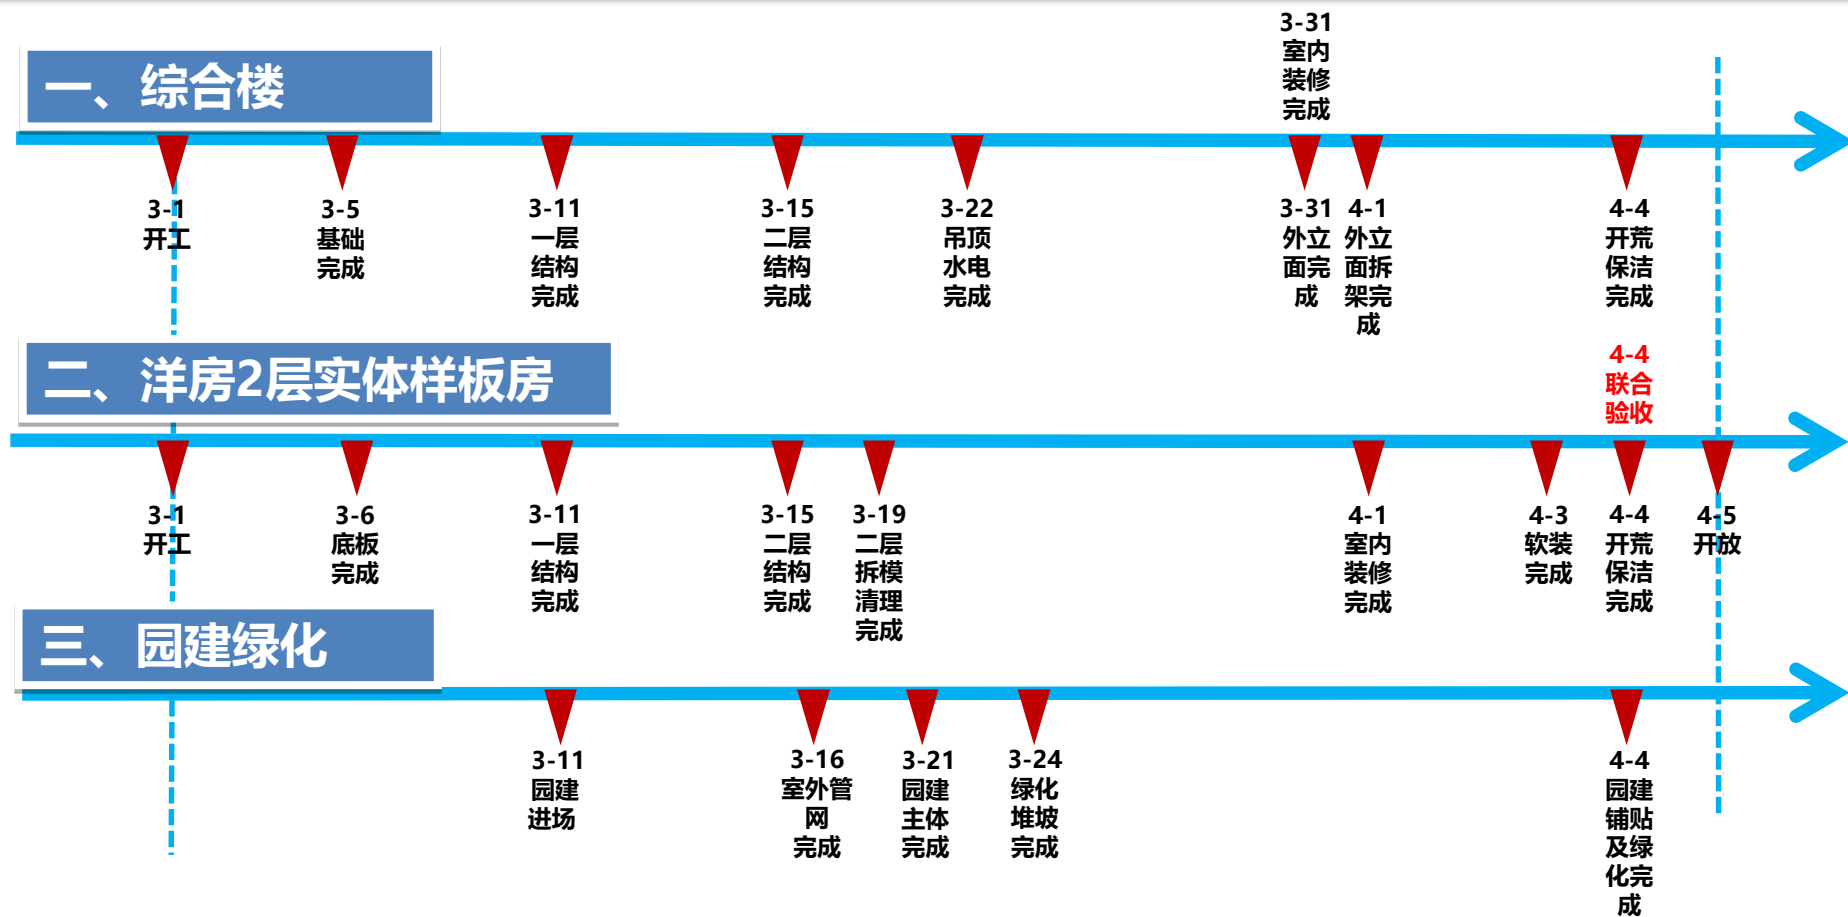 3-31
室内
装修
完成
一、综合楼
3-1
开工
3-5
基础
完成
3-11
一层
结构
完成
3-15
二层
结构
完成
3-22
吊顶
水电
完成
3-31
外立
面完
成
4-1
外立
面拆
架完
成
4-4
开荒
保洁
完成
二、洋房2层实体样板房
4-4
联合
验收
3-1
开工
3-6
底板
完成
3-11
一层
结构
完成
3-15
二层
结构
完成
3-19
二层
拆模
清理
完成
4-1
室内
装修
完成
4-3
软装
完成
4-4
开荒
保洁
完成
4-5
开放
三、园建绿化
3-11
园建
进场
3-16
室外管
网
完成
3-21
园建
主体
完成
3-24
绿化
堆坡
完成
4-4
园建
铺贴
及绿
化完
成